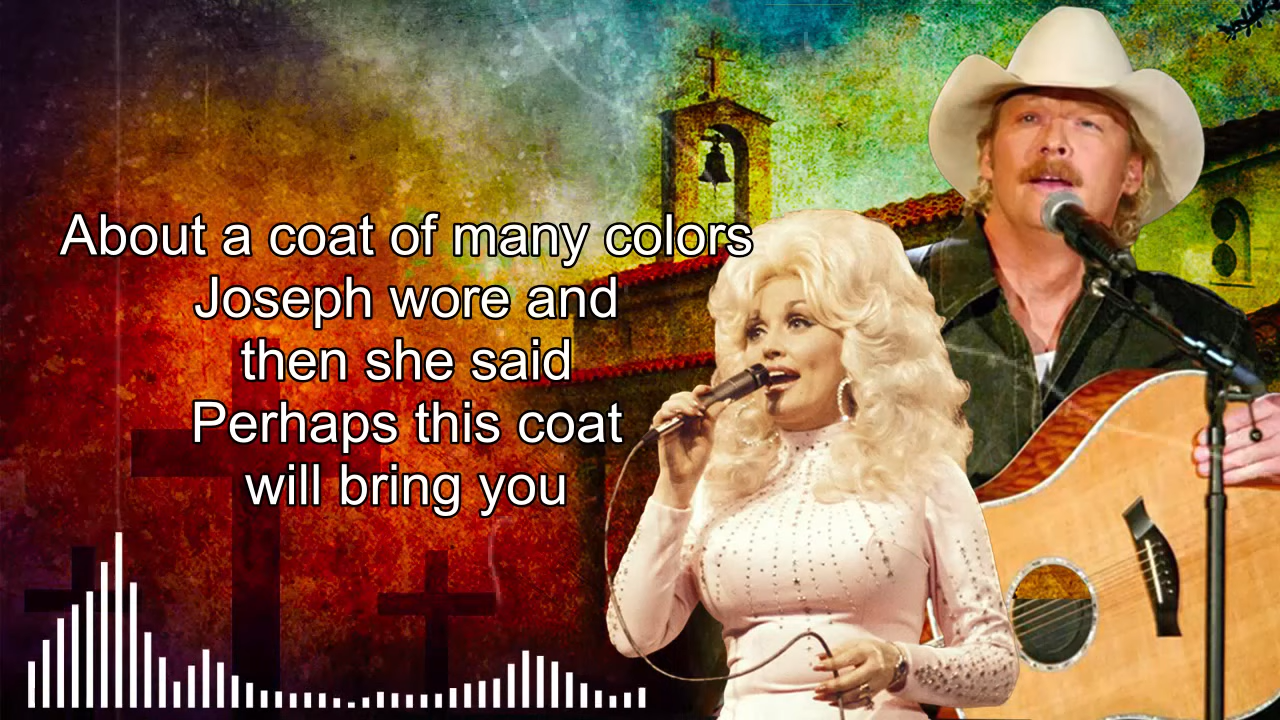 About a coat of many colors
Joseph wore and
then she said
Perhaps this coat
will bring you